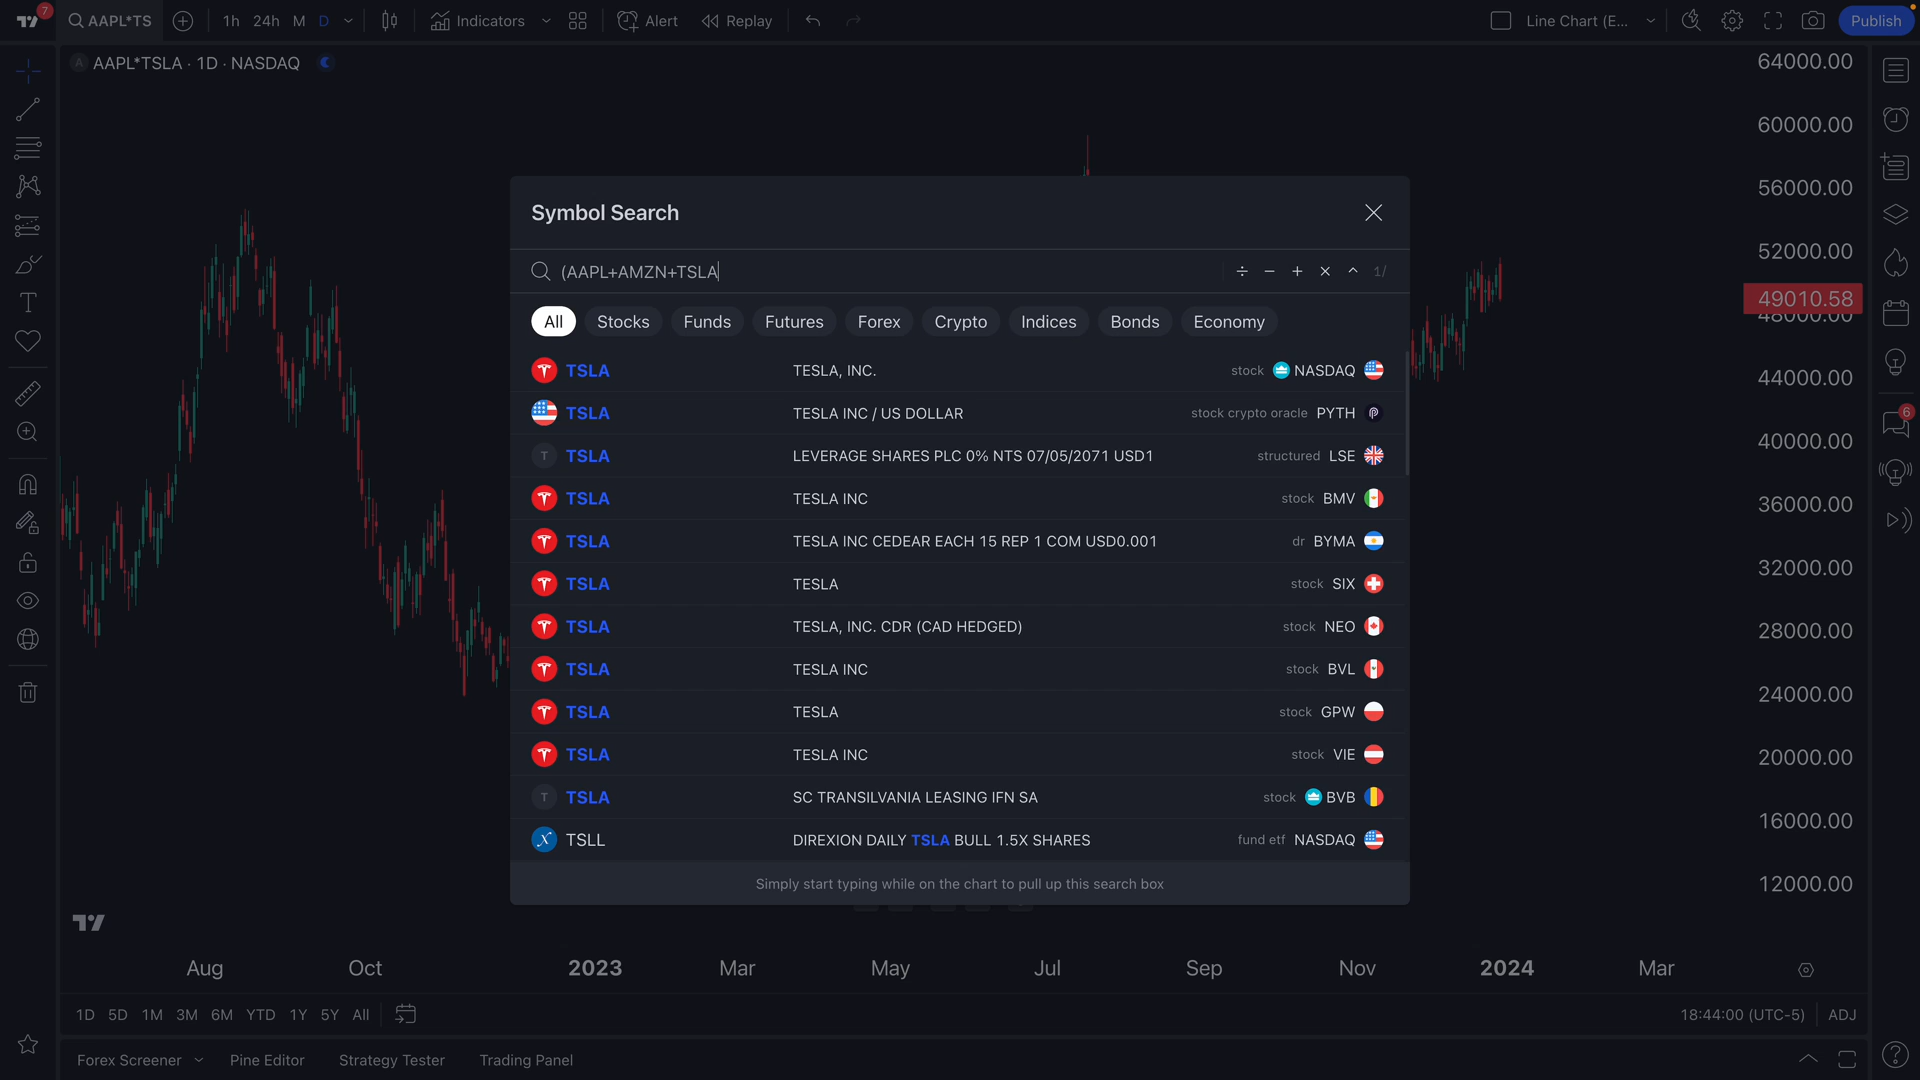 7 AAPL*TS 1h 24h M D Indicators Alert Replay Line Chart (E... Publish
AAPL*TSLA · 1D · NASDAQ
64000.00
60000.00
56000.00
52000.00
49010.58
48000.00
44000.00
40000.00
36000.00
32000.00
28000.00
24000.00
20000.00
16000.00
12000.00
6
Symbol Search
(AAPL+AMZN+TSLA ÷ − + × ^ 1/
All Stocks Funds Futures Forex Crypto Indices Bonds Economy
TSLA TESLA, INC. stock NASDAQ
TSLA TESLA INC / US DOLLAR stock crypto oracle PYTH
T TSLA LEVERAGE SHARES PLC 0% NTS 07/05/2071 USD1 structured LSE
TSLA TESLA INC stock BMV
TSLA TESLA INC CEDEAR EACH 15 REP 1 COM USD0.001 dr BYMA
TSLA TESLA stock SIX
TSLA TESLA, INC. CDR (CAD HEDGED) stock NEO
TSLA TESLA INC stock BVL
TSLA TESLA stock GPW
TSLA TESLA INC stock VIE
T TSLA SC TRANSILVANIA LEASING IFN SA stock BVB
TSLL DIREXION DAILY TSLA BULL 1.5X SHARES fund etf NASDAQ
Simply start typing while on the chart to pull up this search box
Aug Oct 2023 Mar May Jul Sep Nov 2024 Mar
1D 5D 1M 3M 6M YTD 1Y 5Y All 18:44:00 (UTC-5) ADJ
Forex Screener Pine Editor Strategy Tester Trading Panel